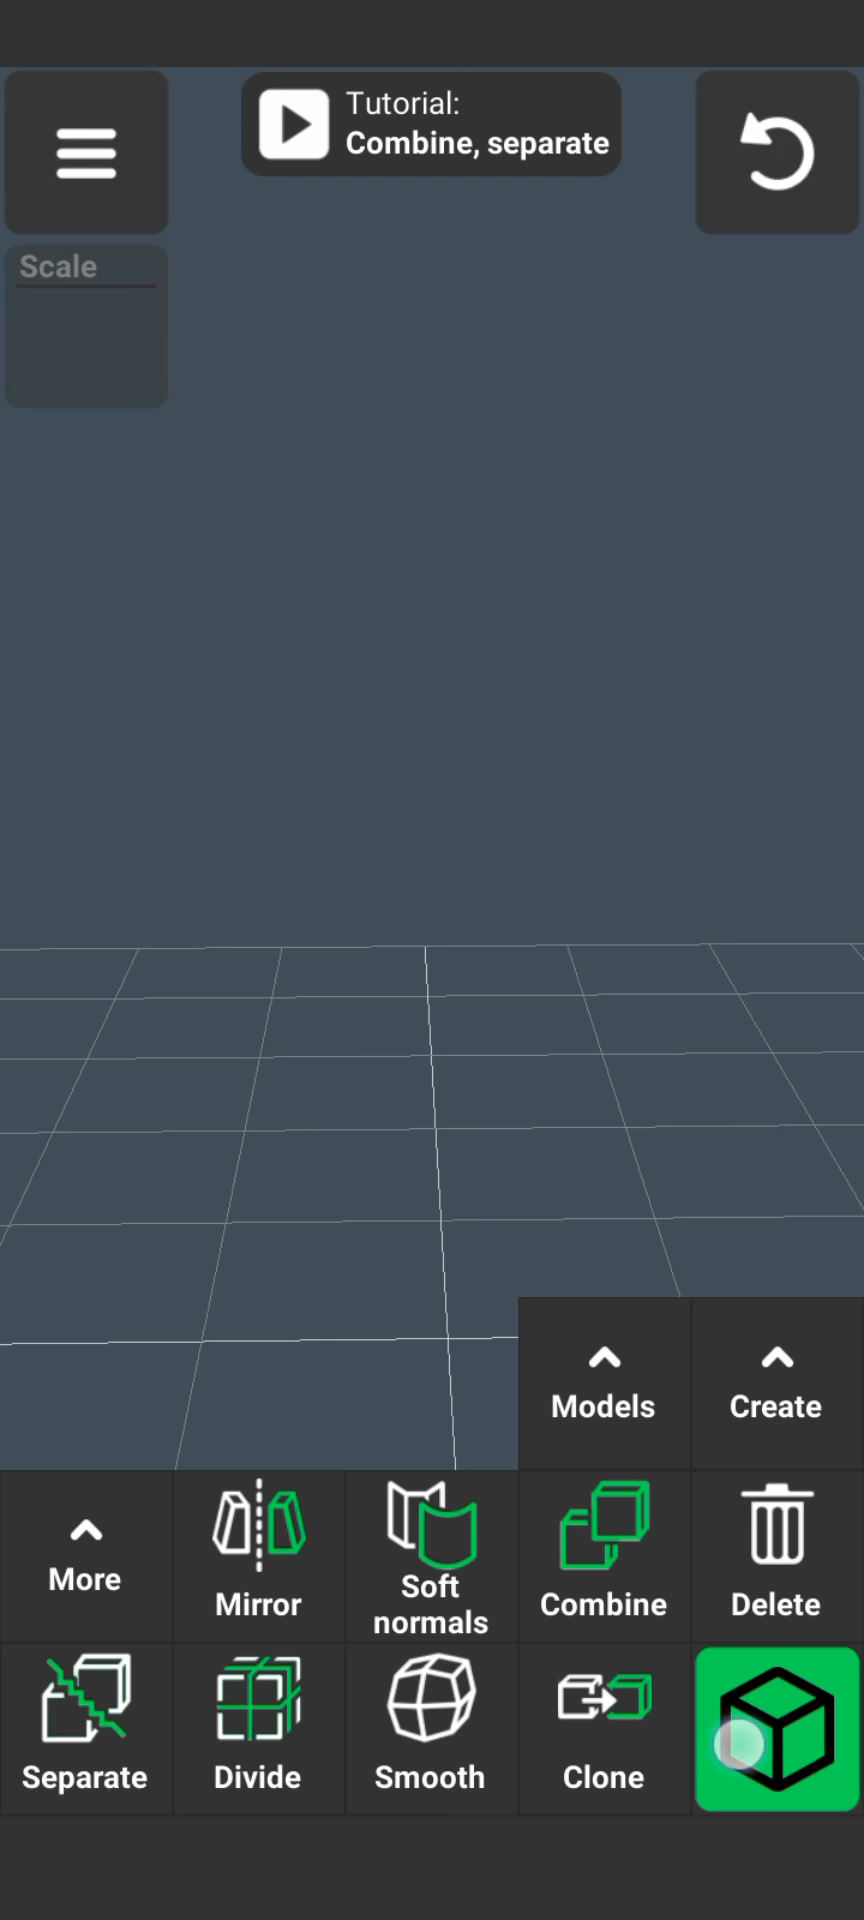 Tutorial:
Combine, separate
Scale
Models
Create
More
Mirror
Soft
normals
Combine
Delete
Separate
Divide
Smooth
Clone